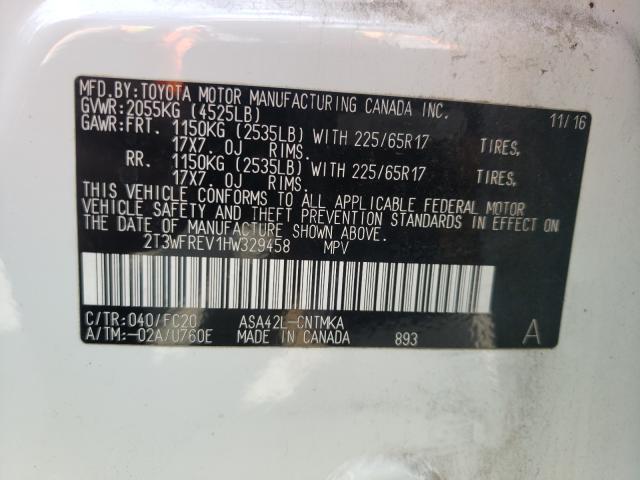 MFD.BY:TOYOTA MOTOR MANUFACTURING CANADA INC. 11/16
GVWR:2055KG (4525LB)
GAWR:FRT. 1150KG (2535LB) WITH 225/65R17 TIRES,
17X7.0J RIMS.
RR. 1150KG (2535LB) WITH 225/65R17 TIRES,
17X7.0J RIMS.
THIS VEHICLE CONFORMS TO ALL APPLICABLE FEDERAL MOTOR
VEHICLE SAFETY AND THEFT PREVENTION STANDARDS IN EFFECT ON
THE DATE OF MANUFACTURE SHOWN ABOVE.
2T3WFREV1HW329458 MPV
C/TR:040/FC20 ASA42L-CNTMKA
A/TM:-02A/U760E MADE IN CANADA 893 A